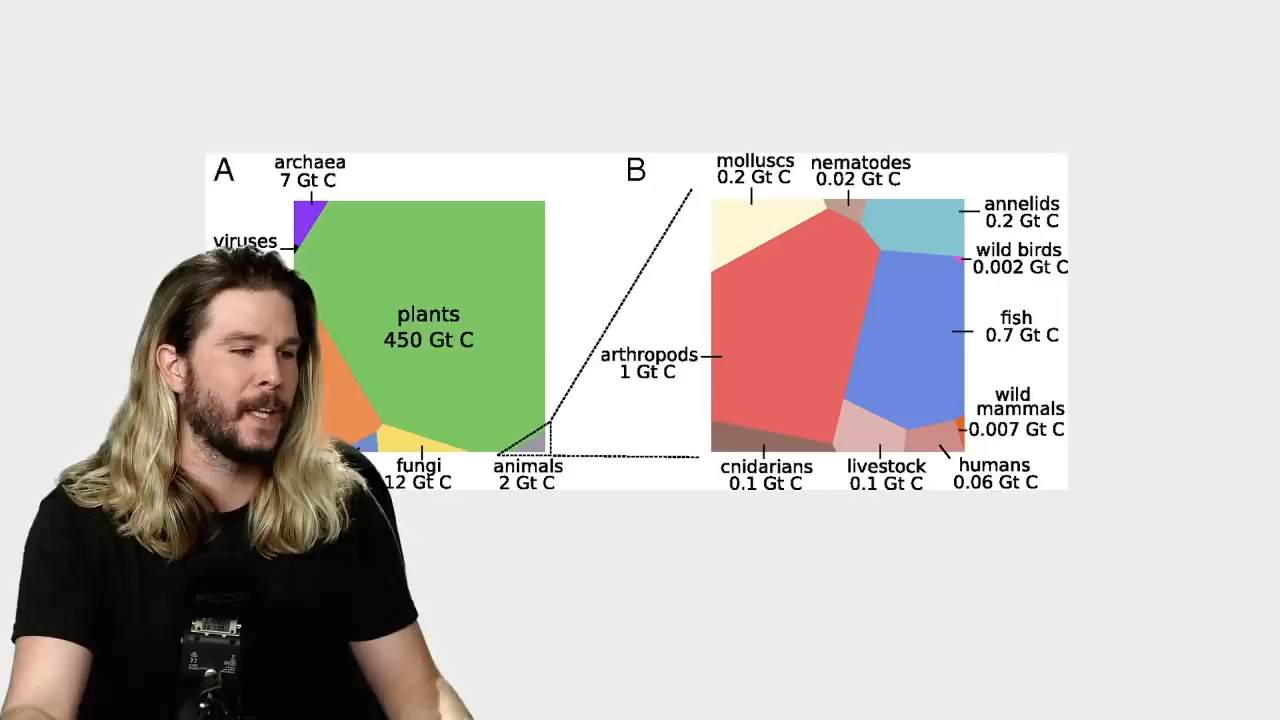 A
archaea
7 Gt C
viruses
plants
450 Gt C
fungi
12 Gt C
animals
2 Gt C
B
molluscs
0.2 Gt C
nematodes
0.02 Gt C
annelids
0.2 Gt C
wild birds
0.002 Gt C
fish
0.7 Gt C
arthropods
1 Gt C
wild
mammals
0.007 Gt C
cnidarians
0.1 Gt C
livestock
0.1 Gt C
humans
0.06 Gt C